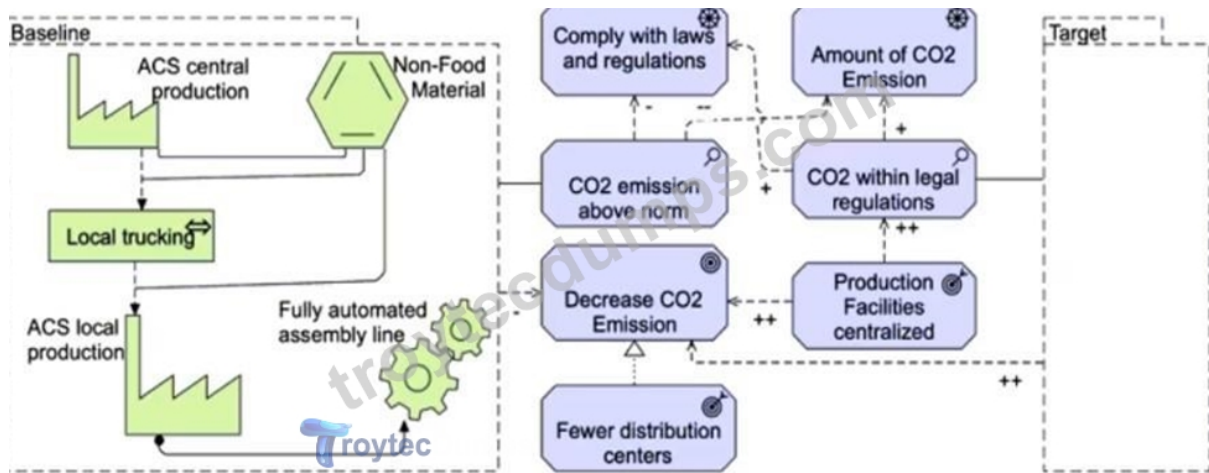 Baseline
ACS central
production
Non-Food
Material
Local trucking
ACS local
production
Fully automated
assembly line
-
Comply with laws
and regulations
Amount of CO2
Emission
-
--
+
+
CO2 emission
above norm
CO2 within legal
regulations
++
Decrease CO2
Emission
Production
Facilities
centralized
++
++
Fewer distribution
centers
Target
troytecdumps.com
Troytec